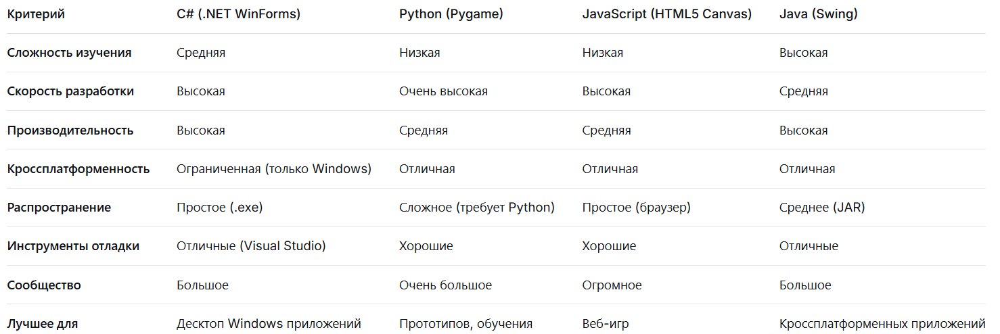 Критерий C# (.NET WinForms) Python (Pygame) JavaScript (HTML5 Canvas) Java (Swing)
Сложность изучения Средняя Низкая Низкая Высокая
Скорость разработки Высокая Очень высокая Высокая Средняя
Производительность Высокая Средняя Средняя Высокая
Кроссплатформенность Ограниченная (только Windows) Отличная Отличная Отличная
Распространение Простое (.exe) Сложное (требует Python) Простое (браузер) Среднее (JAR)
Инструменты отладки Отличные (Visual Studio) Хорошие Хорошие Отличные
Сообщество Большое Очень большое Огромное Большое
Лучшее для Десктоп Windows приложений Прототипов, обучения Веб-игр Кроссплатформенных приложений